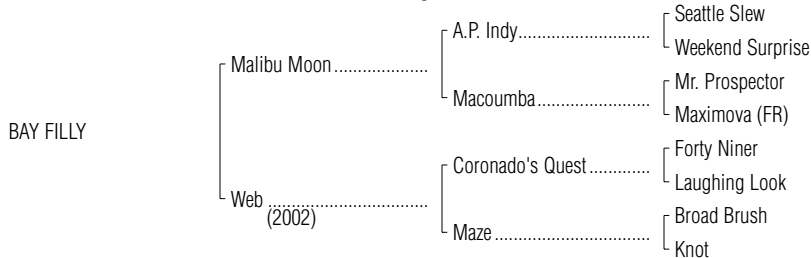 Seattle Slew
A.P. Indy
Weekend Surprise
Malibu Moon
Mr. Prospector
Macoumba
Maximova (FR)
BAY FILLY
Forty Niner
Coronado's Quest
Laughing Look
Web
(2002)
Broad Brush
Maze
Knot